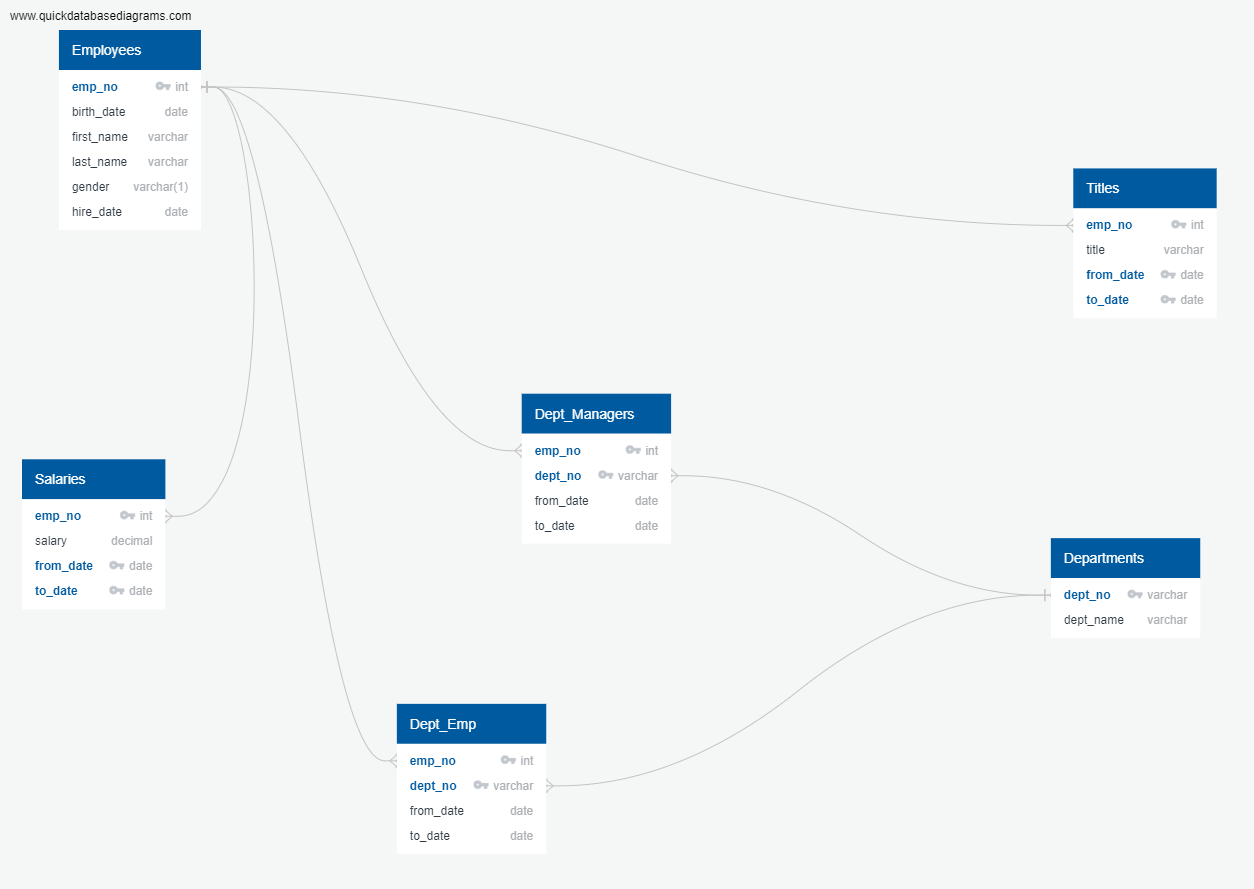 www.quickdatabasediagrams.com
Employees
emp_no int
birth_date date
first_name varchar
last_name varchar
gender varchar(1)
hire_date date
Titles
emp_no int
title varchar
from_date date
to_date date
Dept_Managers
emp_no int
dept_no varchar
from_date date
to_date date
Salaries
emp_no int
salary decimal
from_date date
to_date date
Departments
dept_no varchar
dept_name varchar
Dept_Emp
emp_no int
dept_no varchar
from_date date
to_date date